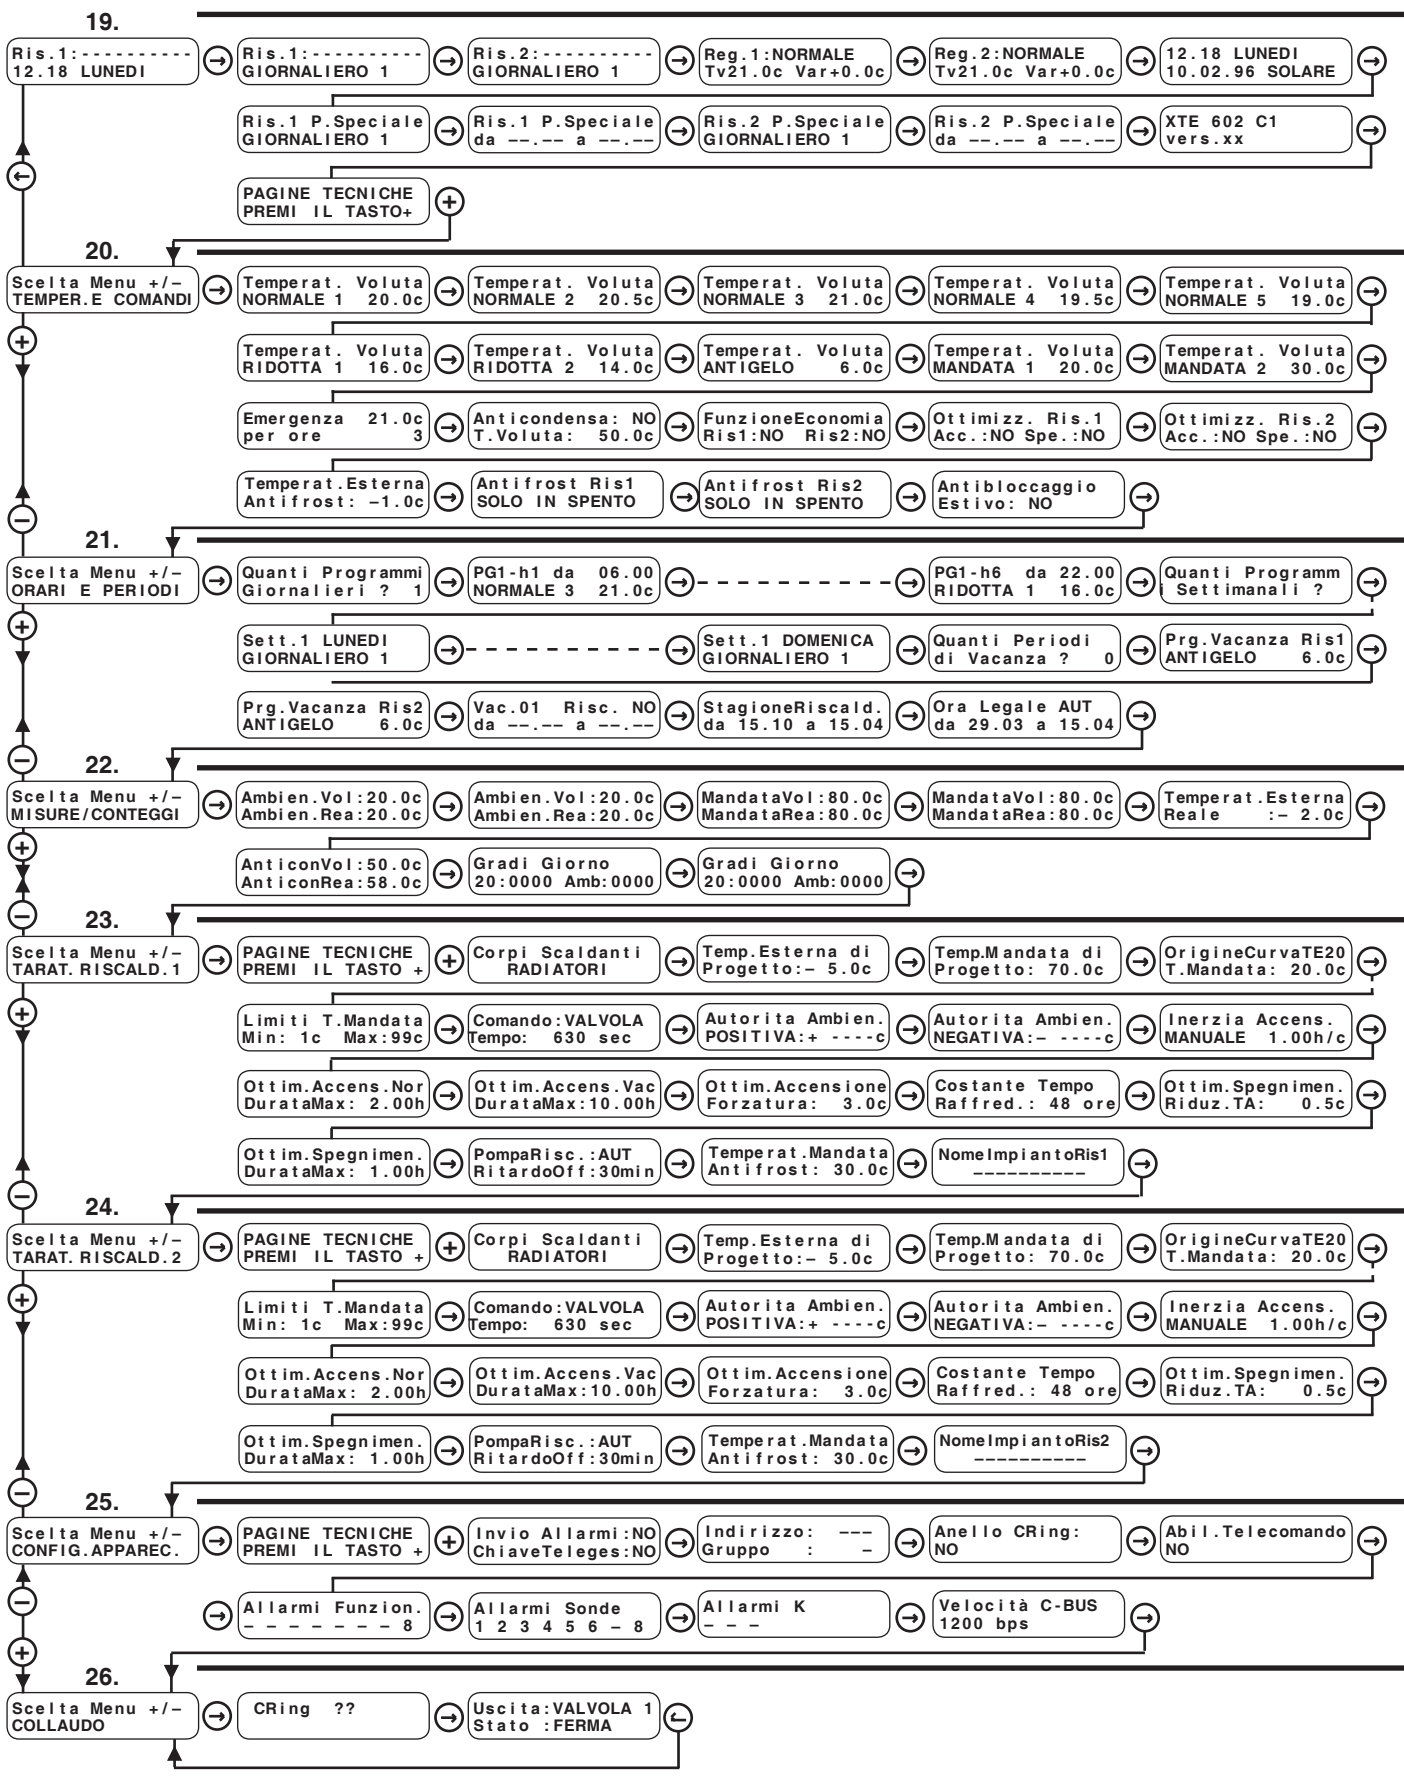 19.
Ris.1:----------
12.18 LUNEDI
Ris.1:----------
GIORNALIERO 1
Ris.2:----------
GIORNALIERO 1
Reg.1:NORMALE
Tv21.0c Var+0.0c
Reg.2:NORMALE
Tv21.0c Var+0.0c
12.18 LUNEDI
10.02.96 SOLARE
Ris.1 P.Speciale
GIORNALIERO 1
Ris.1 P.Speciale
da --.-- a --.--
Ris.2 P.Speciale
GIORNALIERO 1
Ris.2 P.Speciale
da --.-- a --.--
XTE 602 C1
vers.xx
PAGINE TECNICHE
PREMI IL TASTO+
20.
Scelta Menu +/–
TEMPER.E COMANDI
Temperat. Voluta
NORMALE 1 20.0c
Temperat. Voluta
NORMALE 2 20.5c
Temperat. Voluta
NORMALE 3 21.0c
Temperat. Voluta
NORMALE 4 19.5c
Temperat. Voluta
NORMALE 5 19.0c
Temperat. Voluta
RIDOTTA 1 16.0c
Temperat. Voluta
RIDOTTA 2 14.0c
Temperat. Voluta
ANTIGELO 6.0c
Temperat. Voluta
MANDATA 1 20.0c
Temperat. Voluta
MANDATA 2 30.0c
Emergenza 21.0c
per ore 3
Anticondensa: NO
T.Voluta: 50.0c
FunzioneEconomia
Ris1:NO Ris2:NO
Ottimizz. Ris.1
Acc.:NO Spe.:NO
Ottimizz. Ris.2
Acc.:NO Spe.:NO
Temperat.Esterna
Antifrost: –1.0c
Antifrost Ris1
SOLO IN SPENTO
Antifrost Ris2
SOLO IN SPENTO
Antibloccaggio
Estivo: NO
21.
Scelta Menu +/–
ORARI E PERIODI
Quanti Programmi
Giornalieri ? 1
PG1-h1 da 06.00
NORMALE 3 21.0c
PG1-h6 da 22.00
RIDOTTA 1 16.0c
Quanti Programm
i Settimanali ?
Sett.1 LUNEDI
GIORNALIERO 1
Sett.1 DOMENICA
GIORNALIERO 1
Quanti Periodi
di Vacanza ? 0
Prg.Vacanza Ris1
ANTIGELO 6.0c
Prg.Vacanza Ris2
ANTIGELO 6.0c
Vac.01 Risc. NO
da --.-- a --.--
StagioneRiscald.
da 15.10 a 15.04
Ora Legale AUT
da 29.03 a 15.04
22.
Scelta Menu +/–
MISURE/CONTEGGI
Ambien.Vol:20.0c
Ambien.Rea:20.0c
Ambien.Vol:20.0c
Ambien.Rea:20.0c
MandataVol:80.0c
MandataRea:80.0c
MandataVol:80.0c
MandataRea:80.0c
Temperat.Esterna
Reale :– 2.0c
AnticonVol:50.0c
AnticonRea:58.0c
Gradi Giorno
20:0000 Amb:0000
Gradi Giorno
20:0000 Amb:0000
23.
Scelta Menu +/–
TARAT.RISCALD.1
PAGINE TECNICHE
PREMI IL TASTO +
Corpi Scaldanti
RADIATORI
Temp.Esterna di
Progetto:– 5.0c
Temp.Mandata di
Progetto: 70.0c
OrigineCurvaTE20
T.Mandata: 20.0c
Limiti T.Mandata
Min: 1c Max:99c
Comando:VALVOLA
Tempo: 630 sec
Autorita Ambien.
POSITIVA:+ ----c
Autorita Ambien.
NEGATIVA:– ----c
Inerzia Accens.
MANUALE 1.00h/c
Ottim.Accens.Nor
DurataMax: 2.00h
Ottim.Accens.Vac
DurataMax:10.00h
Ottim.Accensione
Forzatura: 3.0c
Costante Tempo
Raffred.: 48 ore
Ottim.Spegnimen.
Riduz.TA: 0.5c
Ottim.Spegnimen.
DurataMax: 1.00h
PompaRisc.:AUT
RitardoOff:30min
Temperat.Mandata
Antifrost: 30.0c
NomeImpiantoRis1
––––––––––
24.
Scelta Menu +/–
TARAT.RISCALD.2
PAGINE TECNICHE
PREMI IL TASTO +
Corpi Scaldanti
RADIATORI
Temp.Esterna di
Progetto:– 5.0c
Temp.Mandata di
Progetto: 70.0c
OrigineCurvaTE20
T.Mandata: 20.0c
Limiti T.Mandata
Min: 1c Max:99c
Comando:VALVOLA
Tempo: 630 sec
Autorita Ambien.
POSITIVA:+ ----c
Autorita Ambien.
NEGATIVA:– ----c
Inerzia Accens.
MANUALE 1.00h/c
Ottim.Accens.Nor
DurataMax: 2.00h
Ottim.Accens.Vac
DurataMax:10.00h
Ottim.Accensione
Forzatura: 3.0c
Costante Tempo
Raffred.: 48 ore
Ottim.Spegnimen.
Riduz.TA: 0.5c
Ottim.Spegnimen.
DurataMax: 1.00h
PompaRisc.:AUT
RitardoOff:30min
Temperat.Mandata
Antifrost: 30.0c
NomeImpiantoRis2
––––––––––
25.
Scelta Menu +/–
CONFIG.APPAREC.
PAGINE TECNICHE
PREMI IL TASTO +
Invio Allarmi:NO
ChiaveTeleges:NO
Indirizzo: –––
Gruppo : –
Anello CRing:
NO
Abil.Telecomando
NO
Allarmi Funzion.
– – – – – – – 8
Allarmi Sonde
1 2 3 4 5 6 – 8
Allarmi K
– – –
Velocità C-BUS
1200 bps
26.
Scelta Menu +/–
COLLAUDO
CRing ??
Uscita:VALVOLA 1
Stato :FERMA